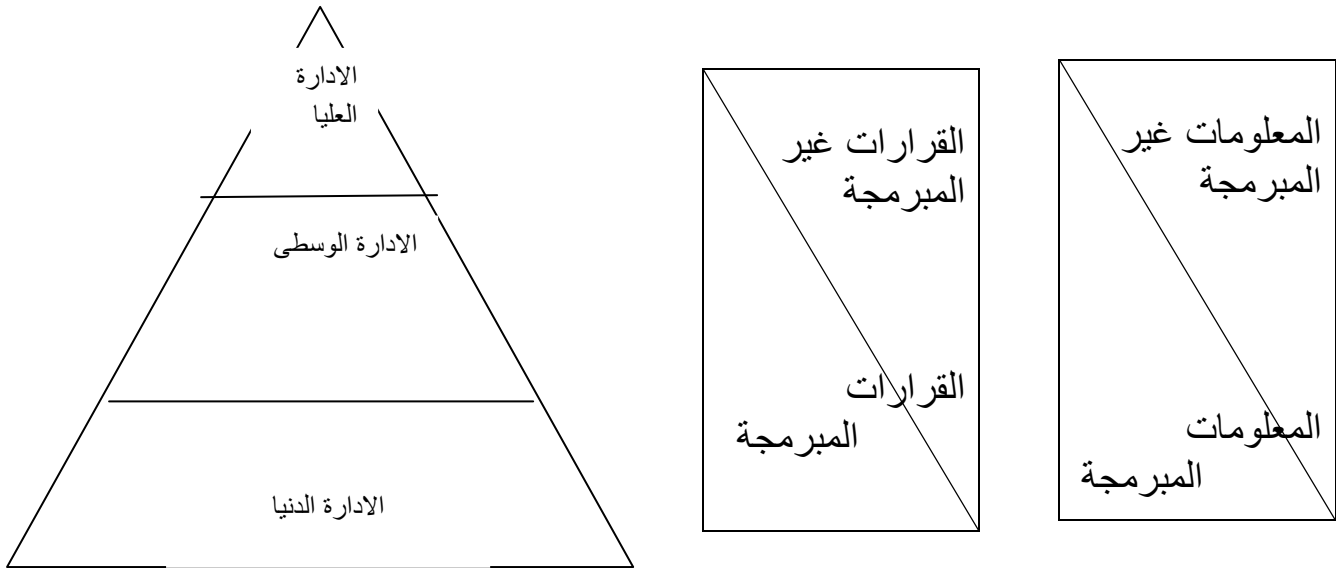 الادارة
العليا
الادارة الوسطى
الادارة الدنيا
القرارات غير
المبرمجة
القرارات
المبرمجة
المعلومات غير
المبرمجة
المعلومات
المبرمجة